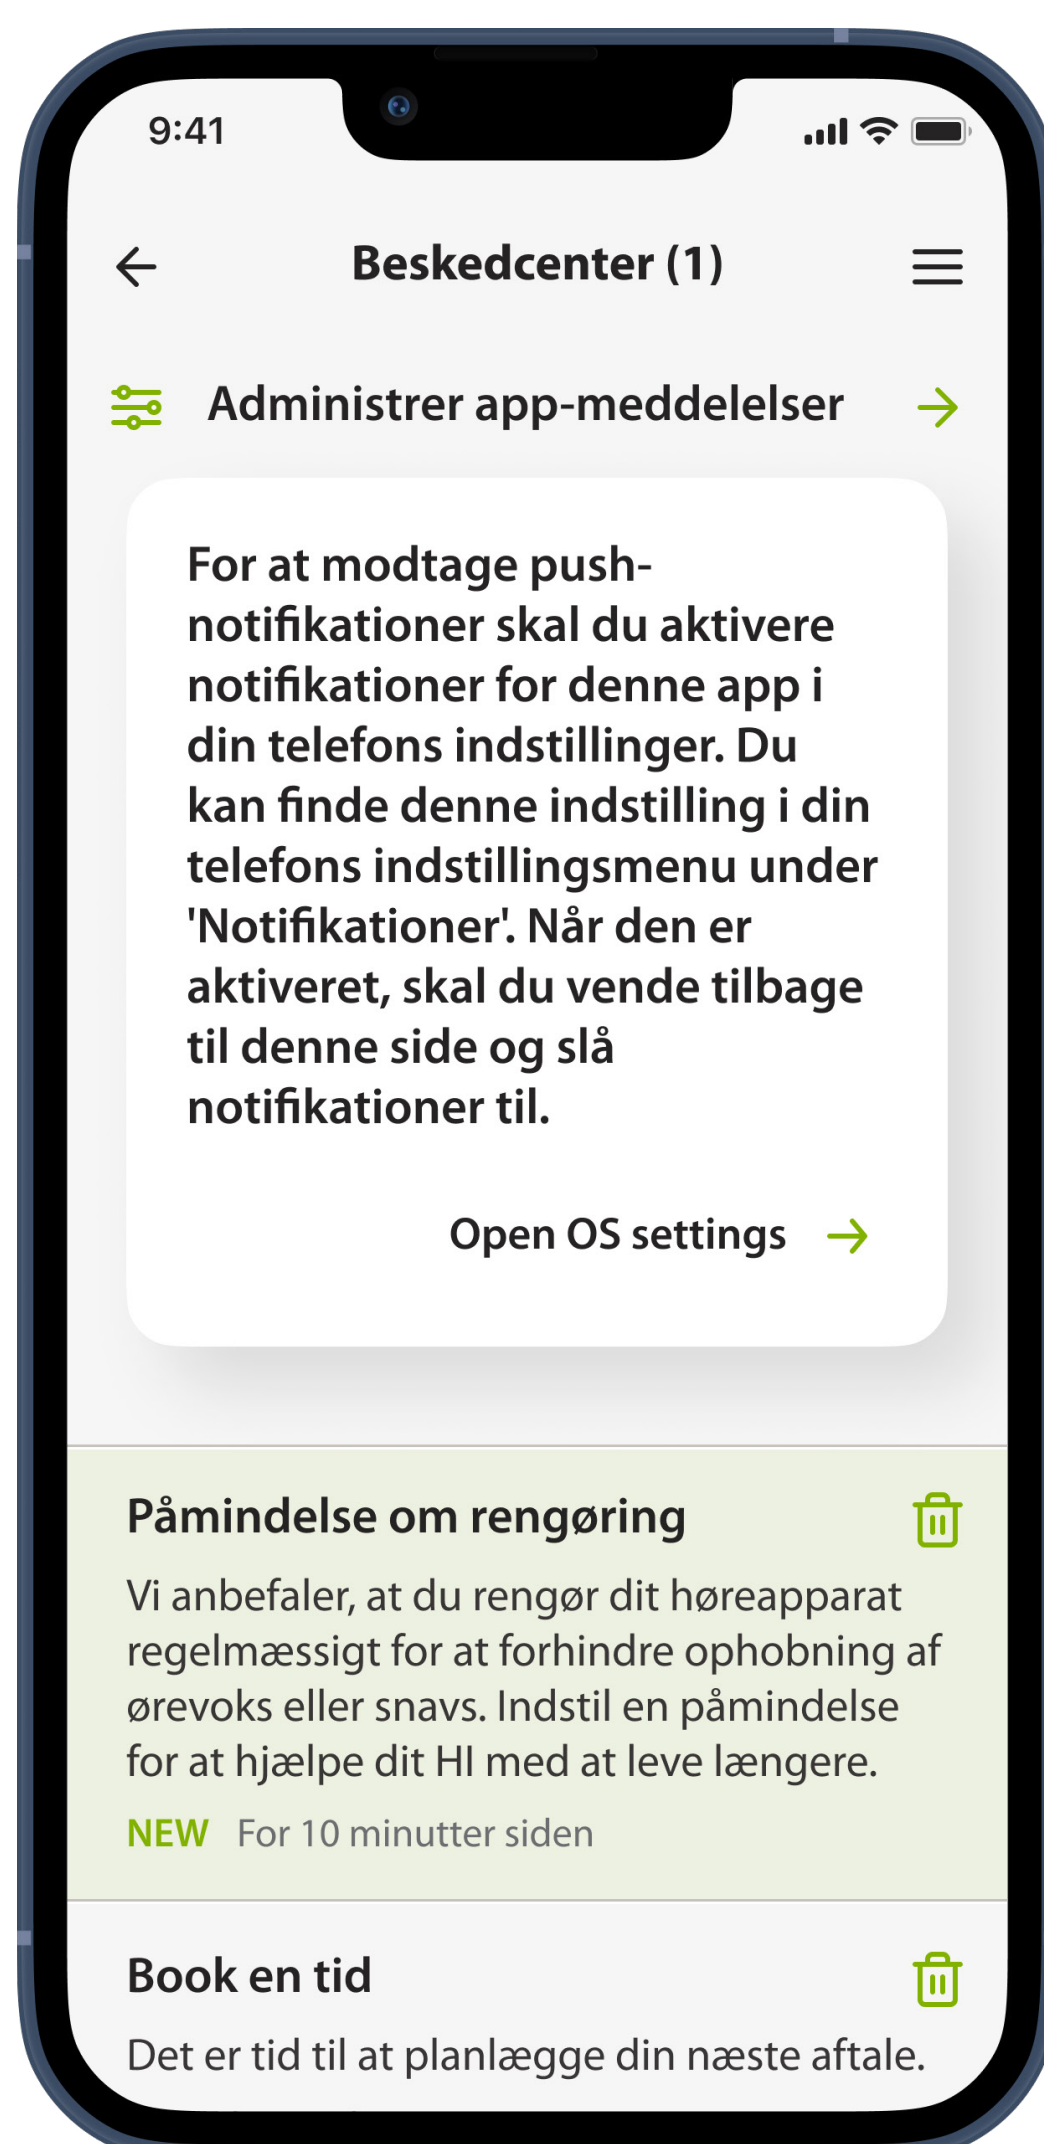 9:41
Beskedcenter (1)
Administrer app-meddelelser
For at modtage push-
notifikationer skal du aktivere
notifikationer for denne app i
din telefons indstillinger. Du
kan finde denne indstilling i din
telefons indstillingsmenu under
'Notifikationer'. Når den er
aktiveret, skal du vende tilbage
til denne side og slå
notifikationer til.
Open OS settings
Påmindelse om rengøring
Vi anbefaler, at du rengør dit høreapparat
regelmæssigt for at forhindre ophobning af
ørevoks eller snavs. Indstil en påmindelse
for at hjælpe dit HI med at leve længere.
NEW For 10 minutter siden
Book en tid
Det er tid til at planlægge din næste aftale.